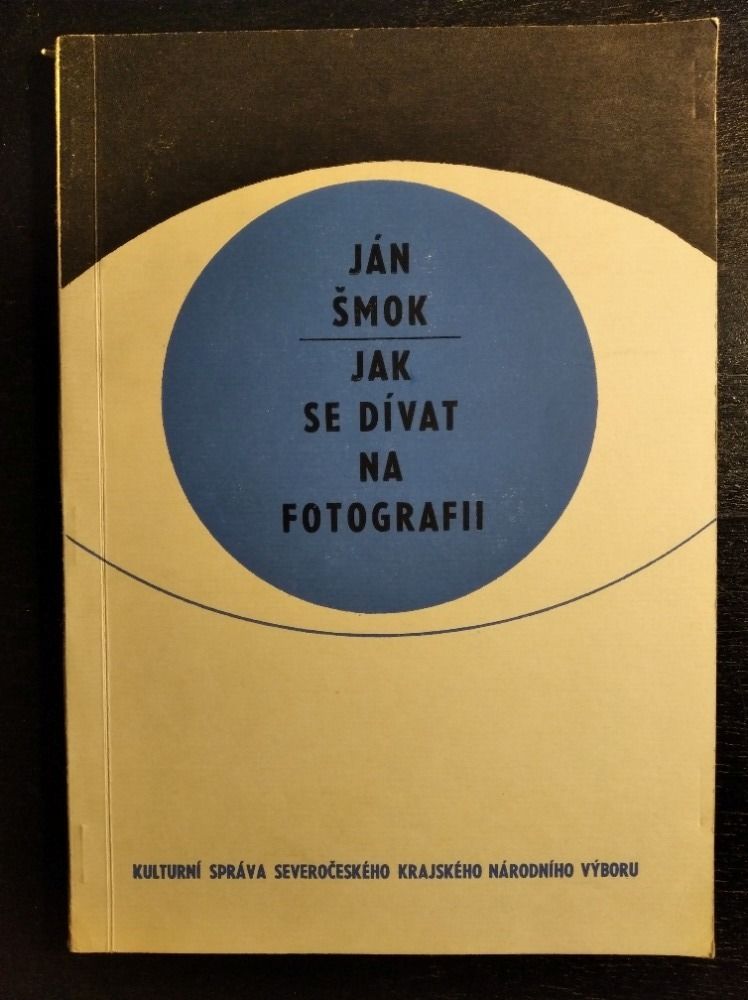 JÁN
ŠMOK
JAK
SE DÍVAT
NA
FOTOGRAFII
KULTURNÍ SPRÁVA SEVEROČESKÉHO KRAJSKÉHO NÁRODNÍHO VÝBORU